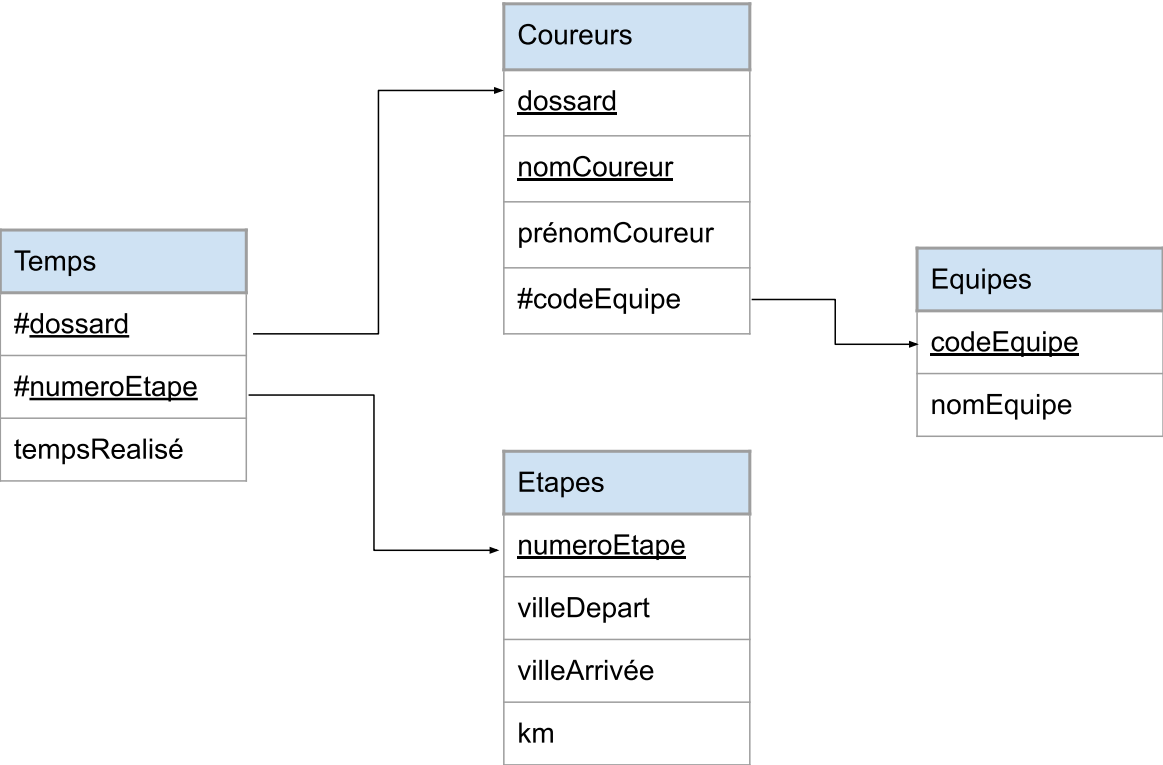 Coureurs
dossard
nomCoureur
prénomCoureur
#codeEquipe
Temps
#dossard
#numeroEtape
tempsRealisé
Equipes
codeEquipe
nomEquipe
Etapes
numeroEtape
villeDepart
villeArrivée
km